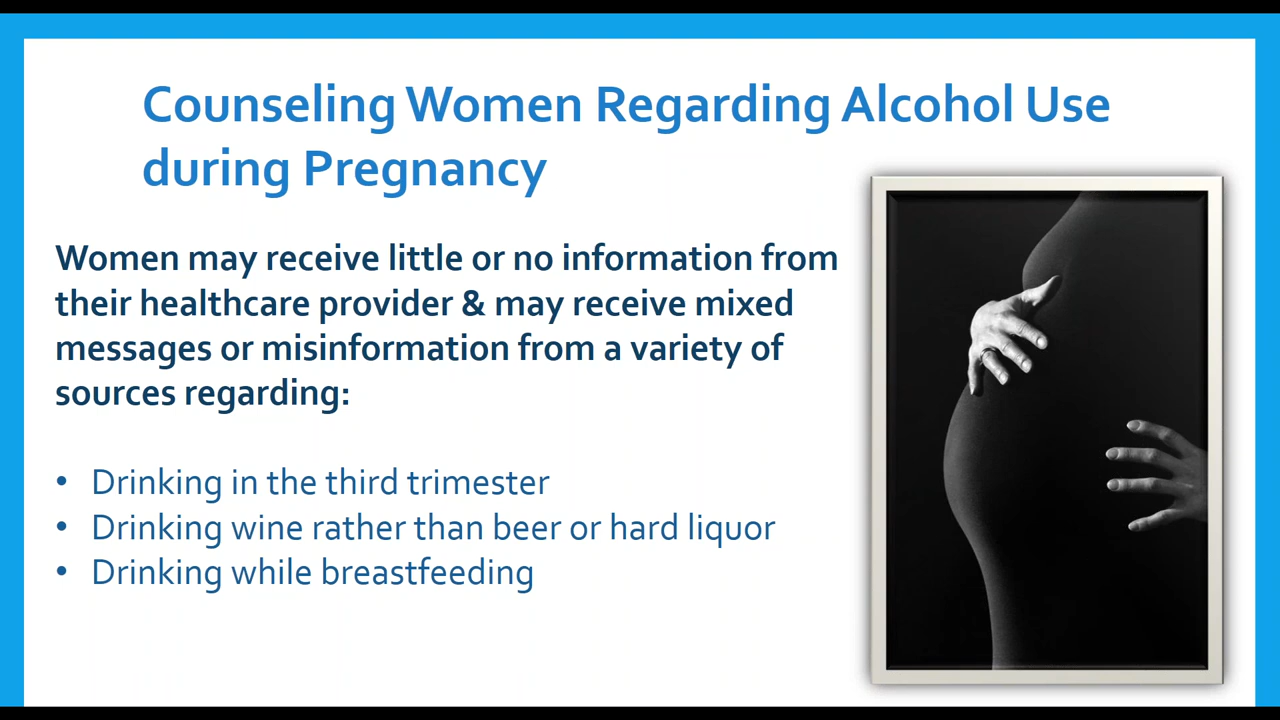 Counseling Women Regarding Alcohol Use
during Pregnancy
Women may receive little or no information from
their healthcare provider & may receive mixed
messages or misinformation from a variety of
sources regarding:
• Drinking in the third trimester
• Drinking wine rather than beer or hard liquor
• Drinking while breastfeeding